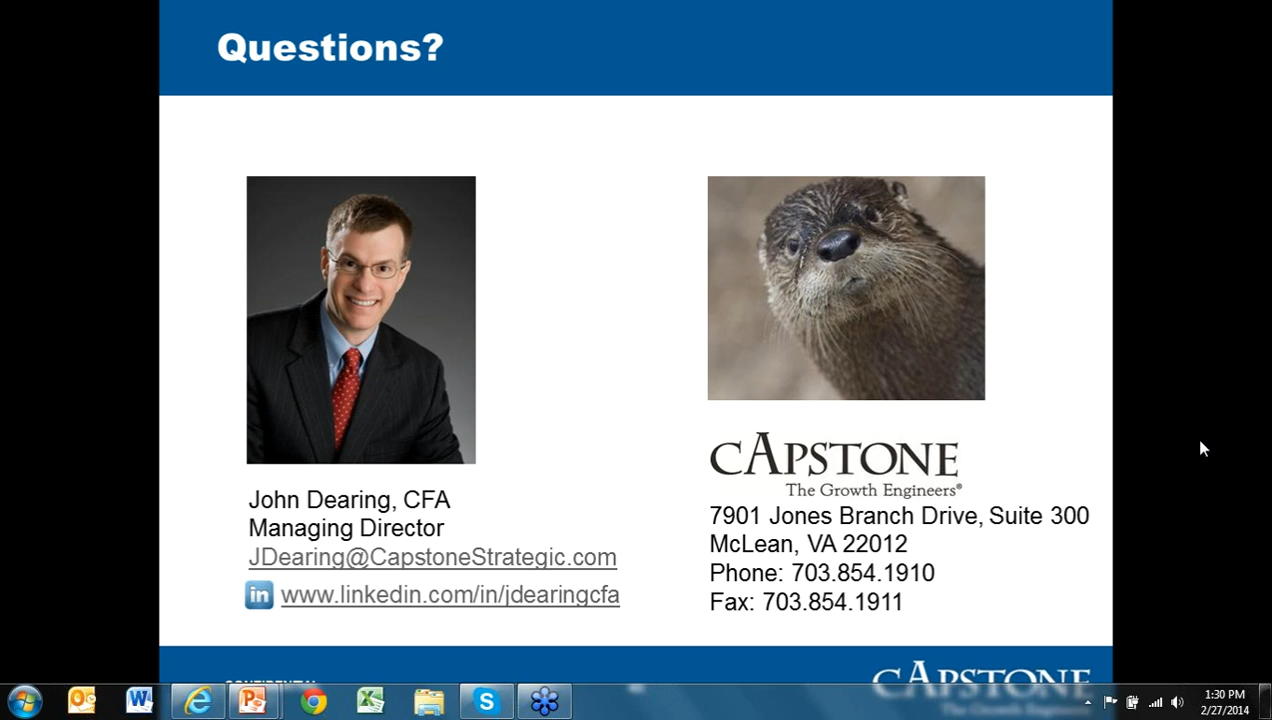 Questions?
John Dearing, CFA
Managing Director
JDearing@CapstoneStrategic.com
in www.linkedin.com/in/jdearingcfa
CAPSTONE
The Growth Engineers®
7901 Jones Branch Drive, Suite 300
McLean, VA 22012
Phone: 703.854.1910
Fax: 703.854.1911
CONFIDENTIAL
CAPSTONE
1:30 PM
2/27/2014